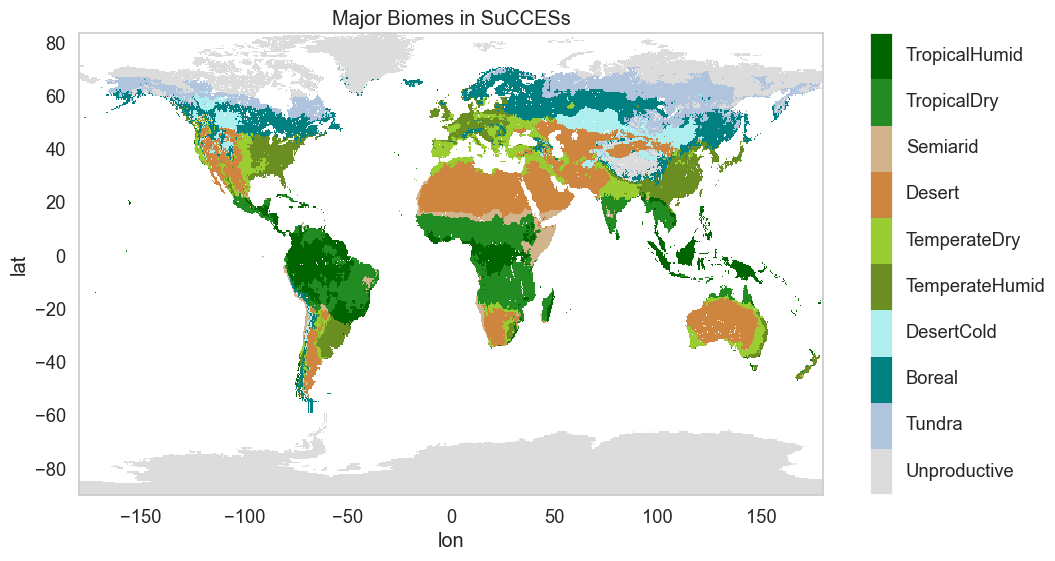 Major Biomes in SuCCESs
80
60
40
20
0
−20
−40
−60
−80
lat
−150
−100
−50
0
50
100
150
lon
TropicalHumid
TropicalDry
Semiarid
Desert
TemperateDry
TemperateHumid
DesertCold
Boreal
Tundra
Unproductive